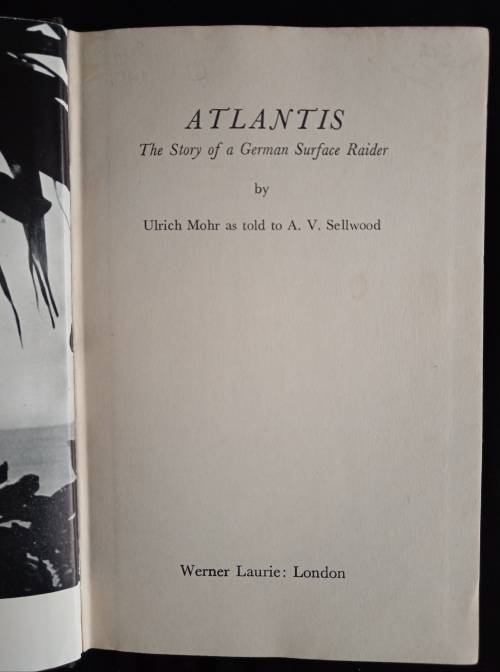 ATLANTIS
The Story of a German Surface Raider
by
Ulrich Mohr as told to A. V. Sellwood
Werner Laurie: London